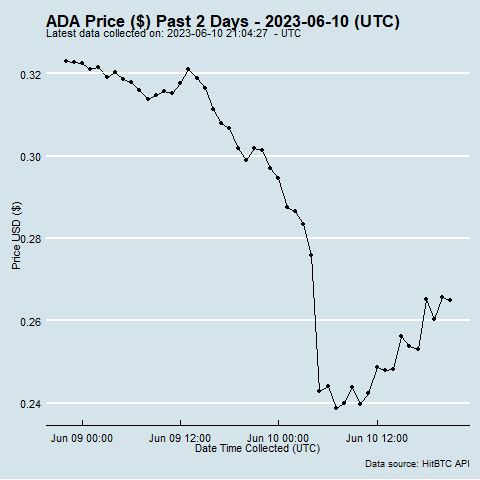 ADA Price ($) Past 2 Days - 2023-06-10 (UTC)
Latest data collected on: 2023-06-10 21:04:27 - UTC
0.32
0.30
0.28
0.26
0.24
Price USD ($)
Jun 09 00:00 Jun 09 12:00 Jun 10 00:00 Jun 10 12:00
Date Time Collected (UTC)
Data source: HitBTC API